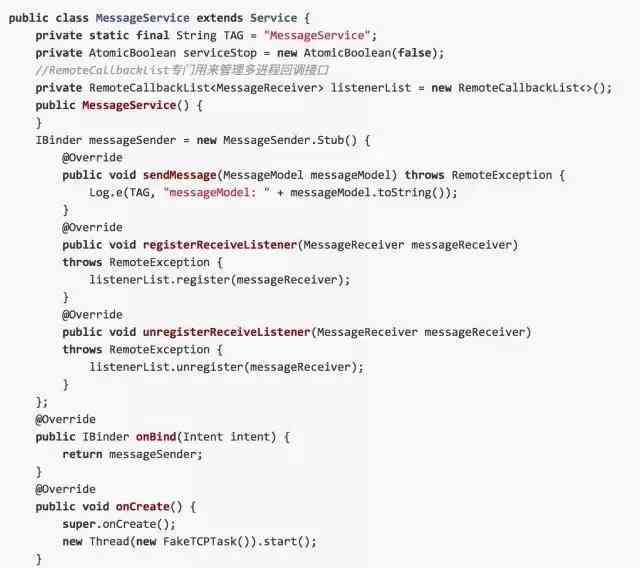 public class MessageService extends Service {
    private static final String TAG = "MessageService";
    private AtomicBoolean serviceStop = new AtomicBoolean(false);
    //RemoteCallbackList专门用来管理多进程回调接口
    private RemoteCallbackList<MessageReceiver> listenerList = new RemoteCallbackList<>();
    public MessageService() {
    }
    IBinder messageSender = new MessageSender.Stub() {
        @Override
        public void sendMessage(MessageModel messageModel) throws RemoteException {
            Log.e(TAG, "messageModel: " + messageModel.toString());
        }
        @Override
        public void registerReceiveListener(MessageReceiver messageReceiver)
        throws RemoteException {
            listenerList.register(messageReceiver);
        }
        @Override
        public void unregisterReceiveListener(MessageReceiver messageReceiver)
        throws RemoteException {
            listenerList.unregister(messageReceiver);
        }
    };
    @Override
    public IBinder onBind(Intent intent) {
        return messageSender;
    }
    @Override
    public void onCreate() {
        super.onCreate();
        new Thread(new FakeTCPTask()).start();
    }